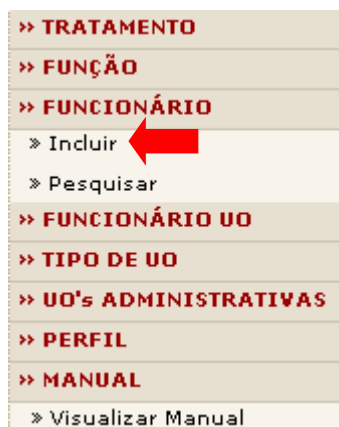 » TRATAMENTO
» FUNÇÃO
» FUNCIONÁRIO
» Incluir
» Pesquisar
» FUNCIONÁRIO UO
» TIPO DE UO
» UO's ADMINISTRATIVAS
» PERFIL
» MANUAL
» Visualizar Manual